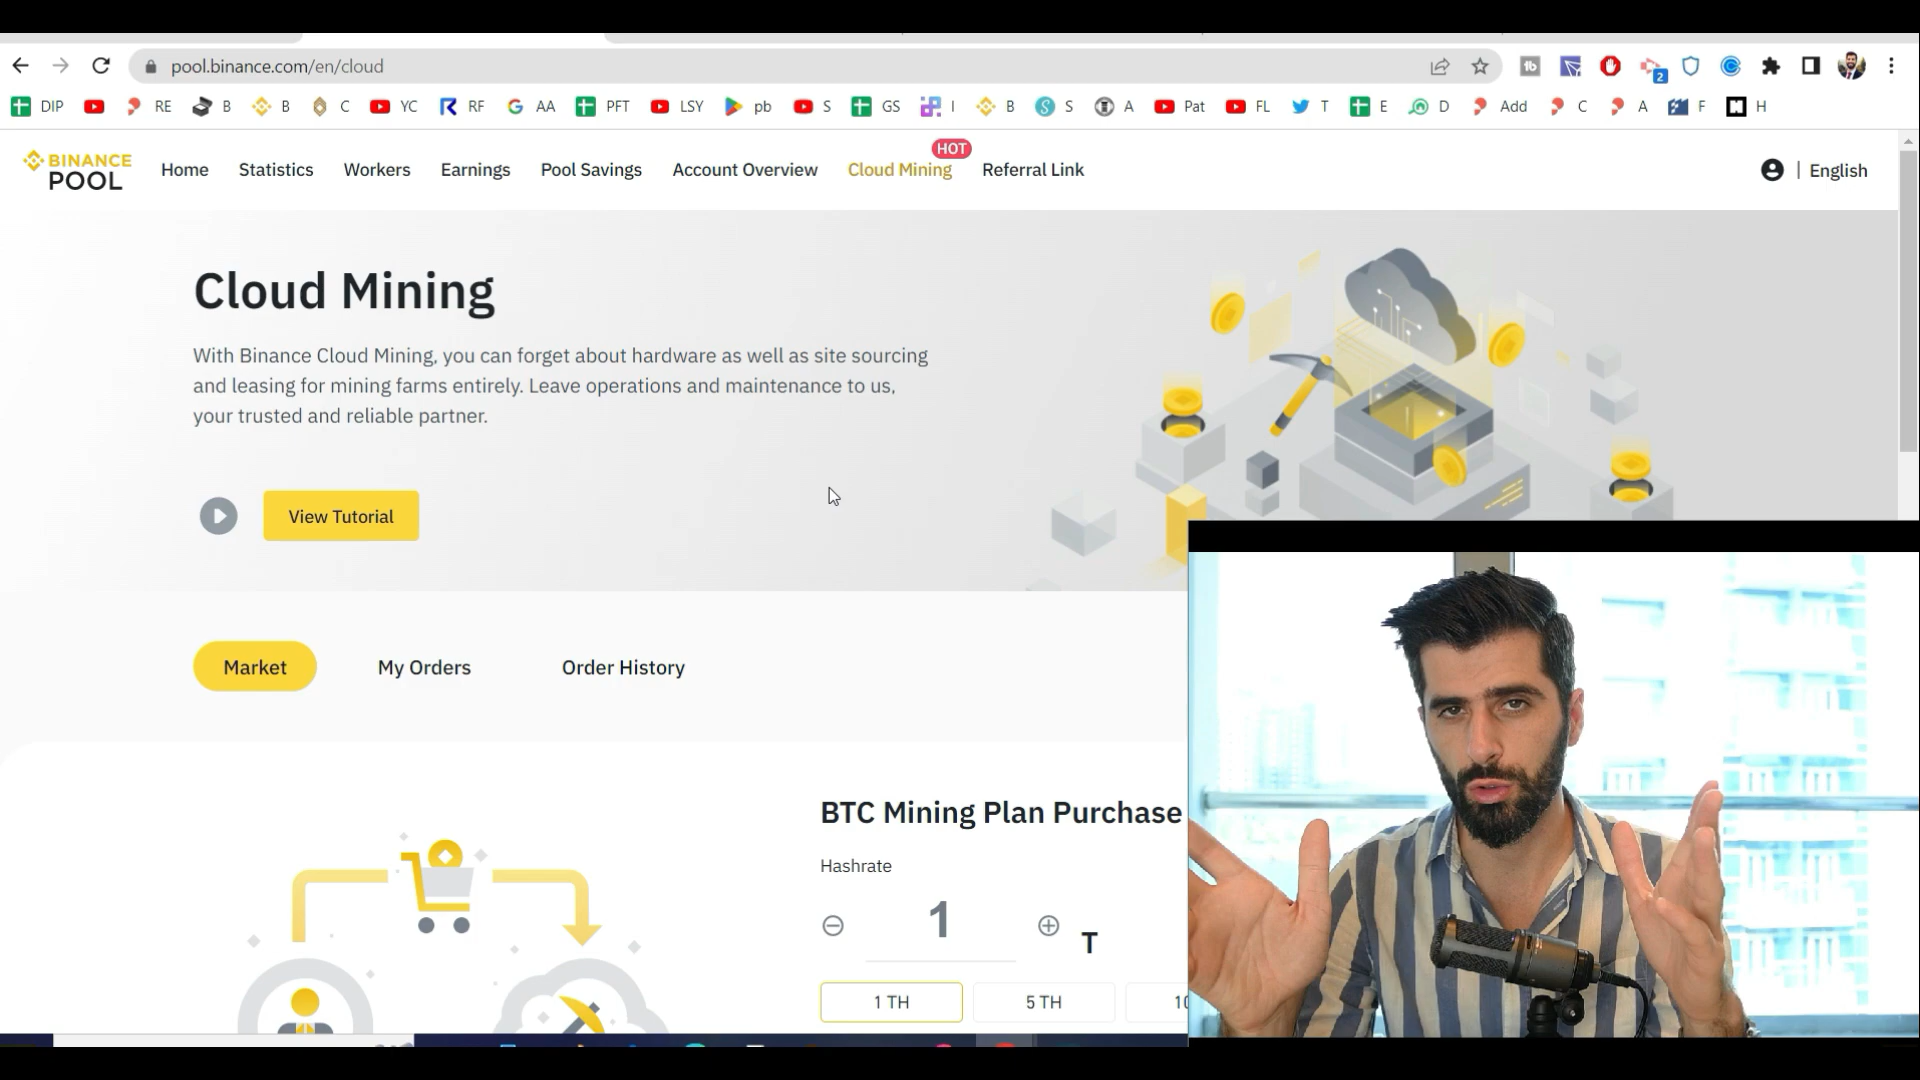 pool.binance.com/en/cloud
2
DIP RE B B C YC RF AA PFT LSY pb S GS I B S A Pat FL T E D Add C A F H
HOT
BINANCE
POOL
Home Statistics Workers Earnings Pool Savings Account Overview Cloud Mining Referral Link English
Cloud Mining
With Binance Cloud Mining, you can forget about hardware as well as site sourcing
and leasing for mining farms entirely. Leave operations and maintenance to us,
your trusted and reliable partner.
View Tutorial
Market My Orders Order History
BTC Mining Plan Purchase
Hashrate
1
T
1 TH 5 TH